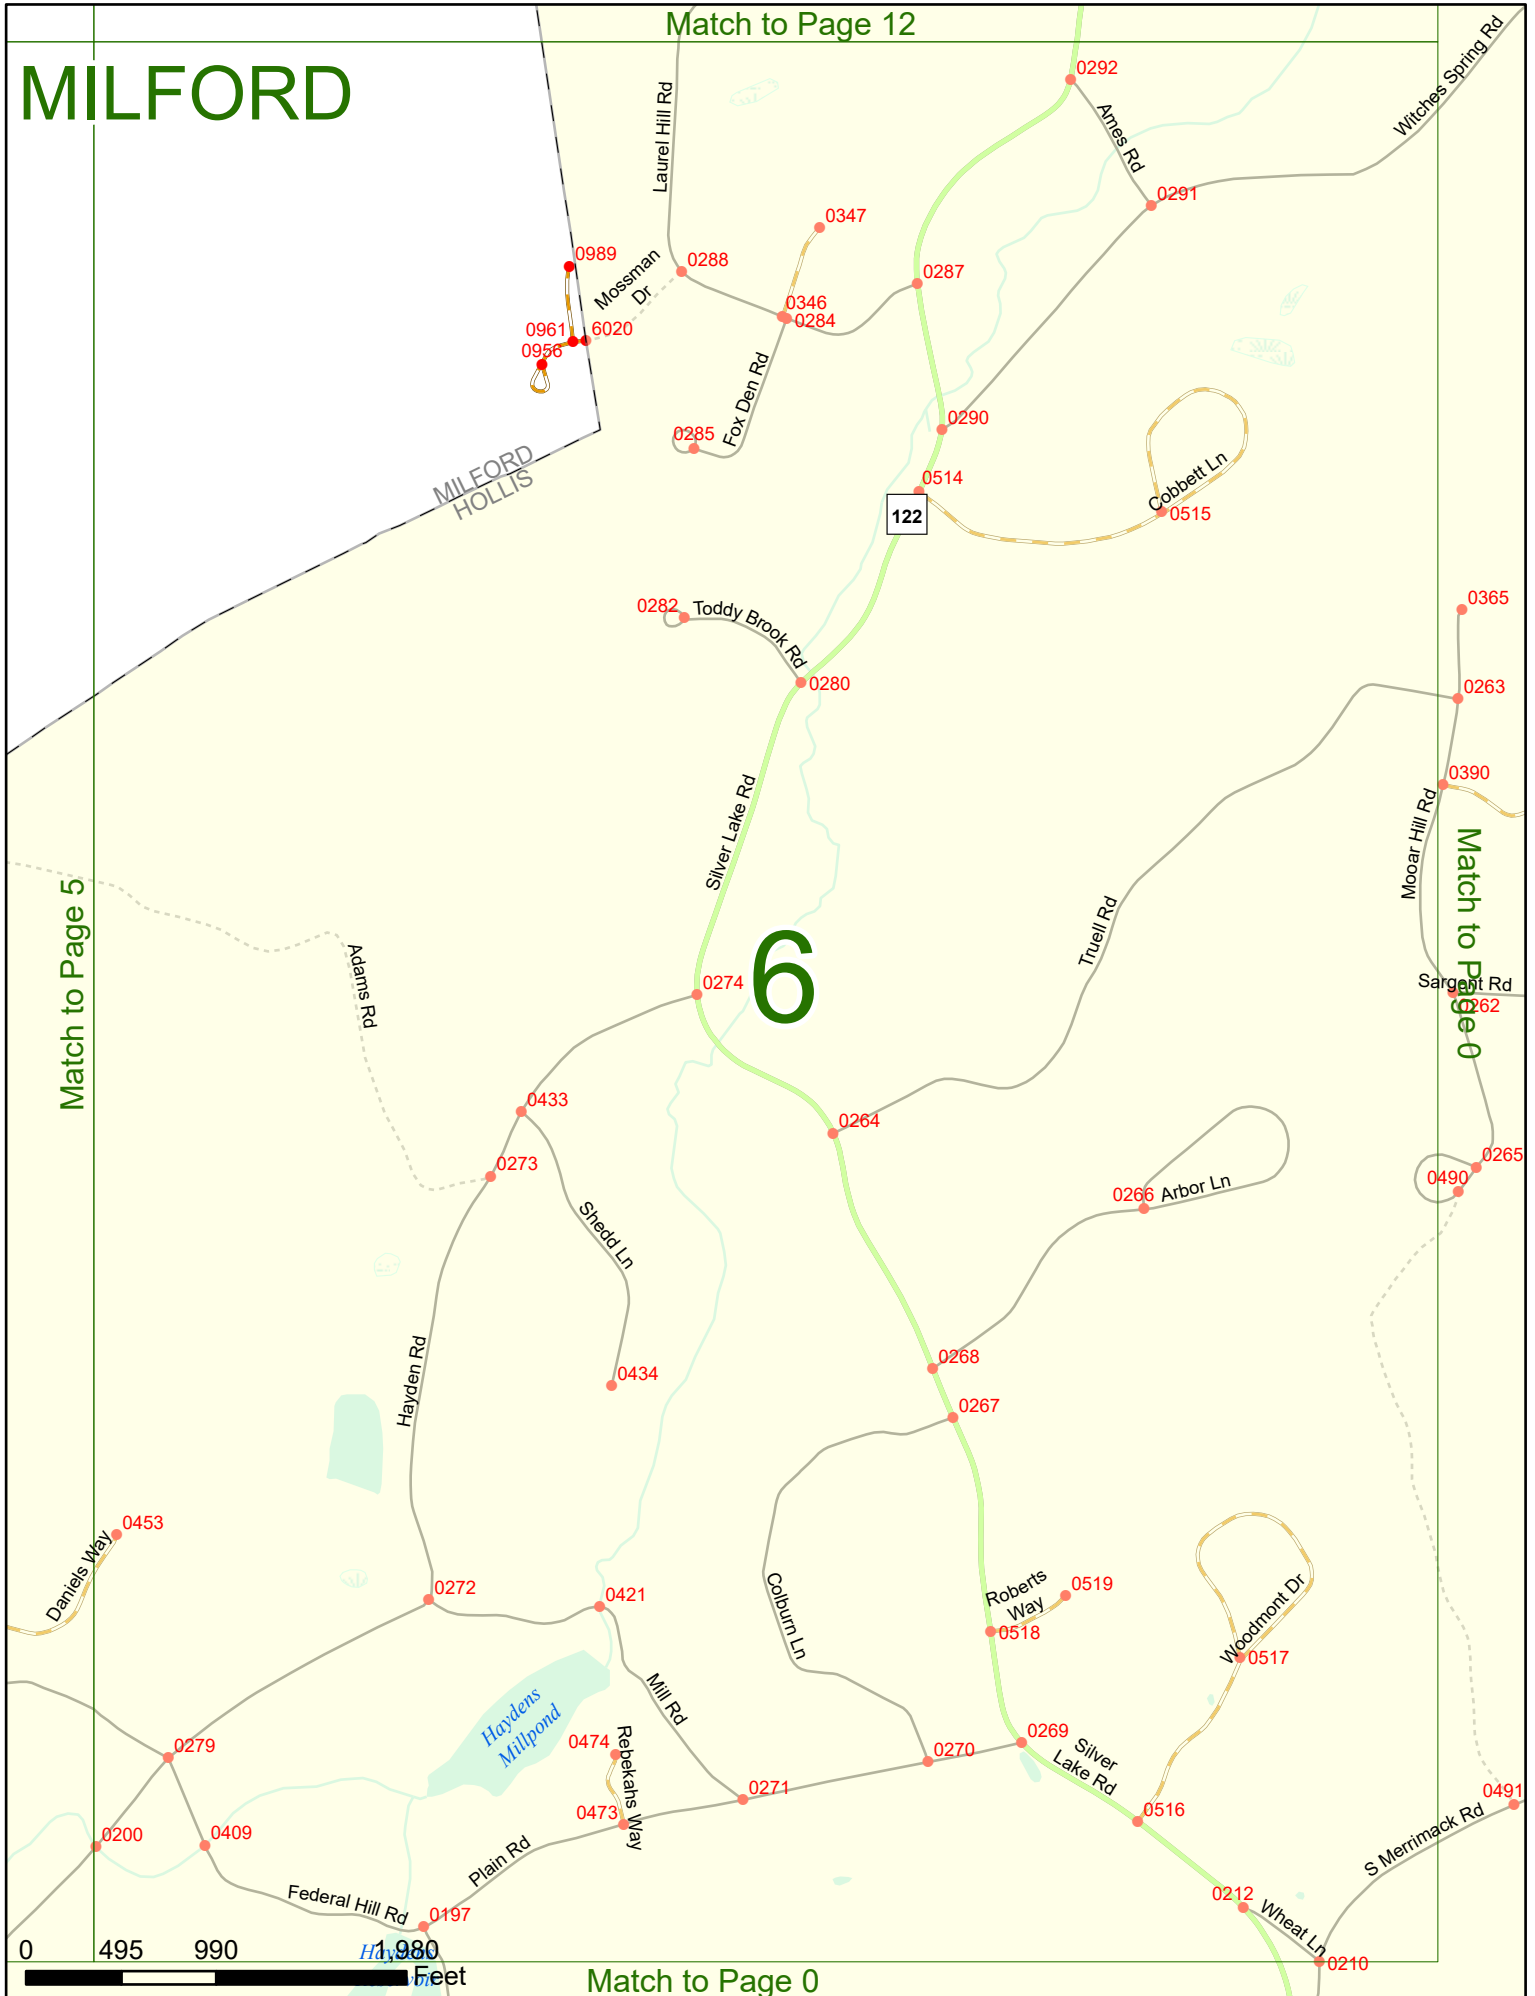 Match to Page 12
MILFORD
0292
Witches Spring Rd
Ames Rd
Laurel Hill Rd
0291
0347
0989
0288
Mossman
Dr
0287
0346
0284
0961
6020
0956
Fox Den Rd
0285
0290
MILFORD
HOLLIS
0514
122
Cobbett Ln
0515
0282
Toddy Brook Rd
0365
0280
0263
0390
Silver Lake Rd
Mooar Hill Rd
Match to Page 5
Match to Page 0
Truell Rd
Adams Rd
6
0274
Sargent Rd
0262
0433
0264
0273
0265
0490
0266
Arbor Ln
Shedd Ln
Hayden Rd
0268
0434
0267
0453
Daniels Way
0272
0421
Colburn Ln
Roberts
Way
0519
0518
Woodmont Dr
0517
Mill Rd
Haydens
Millpond
0474
Rebekahs Way
0279
0269
0270
Silver
Lake Rd
0271
0473
0516
0491
S Merrimack Rd
0200
0409
Plain Rd
Federal Hill Rd
0197
0212
Wheat Ln
0210
0
495
990
1,980
Feet
Haydens
Match to Page 0